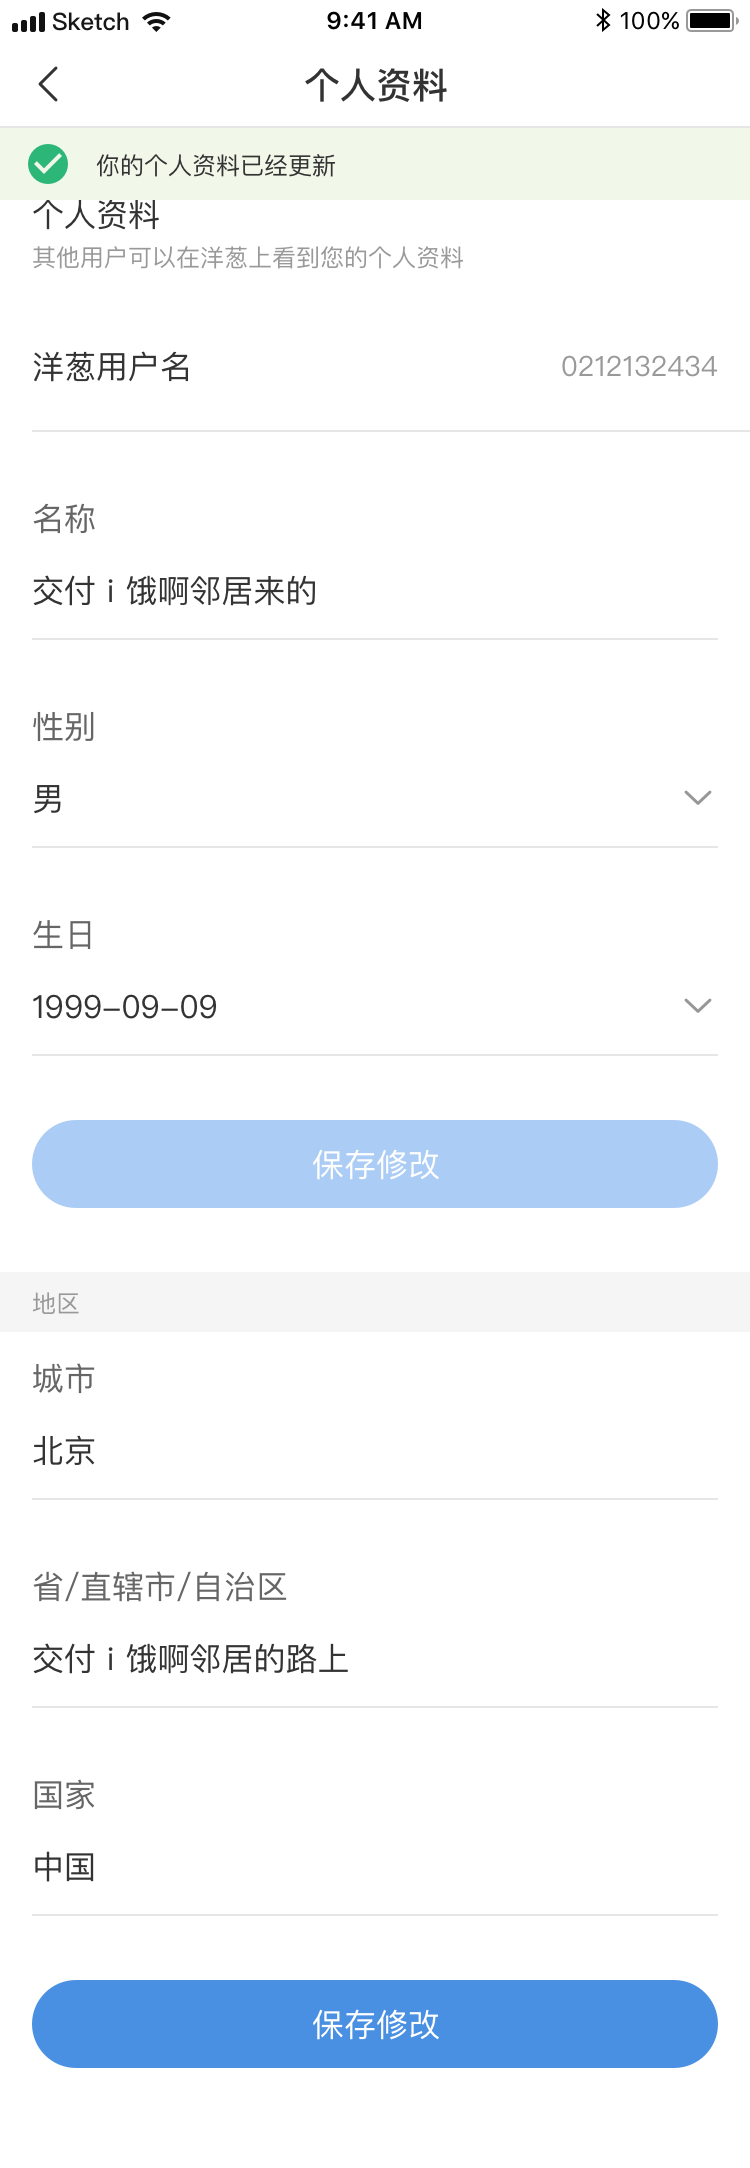 Sketch 9:41 AM 100%
个人资料
你的个人资料已经更新
个人资料
其他用户可以在洋葱上看到您的个人资料
洋葱用户名 0212132434
名称
交付 i 饿啊邻居来的
性别
男
生日
1999-09-09
保存修改
地区
城市
北京
省/直辖市/自治区
交付 i 饿啊邻居的路上
国家
中国
保存修改